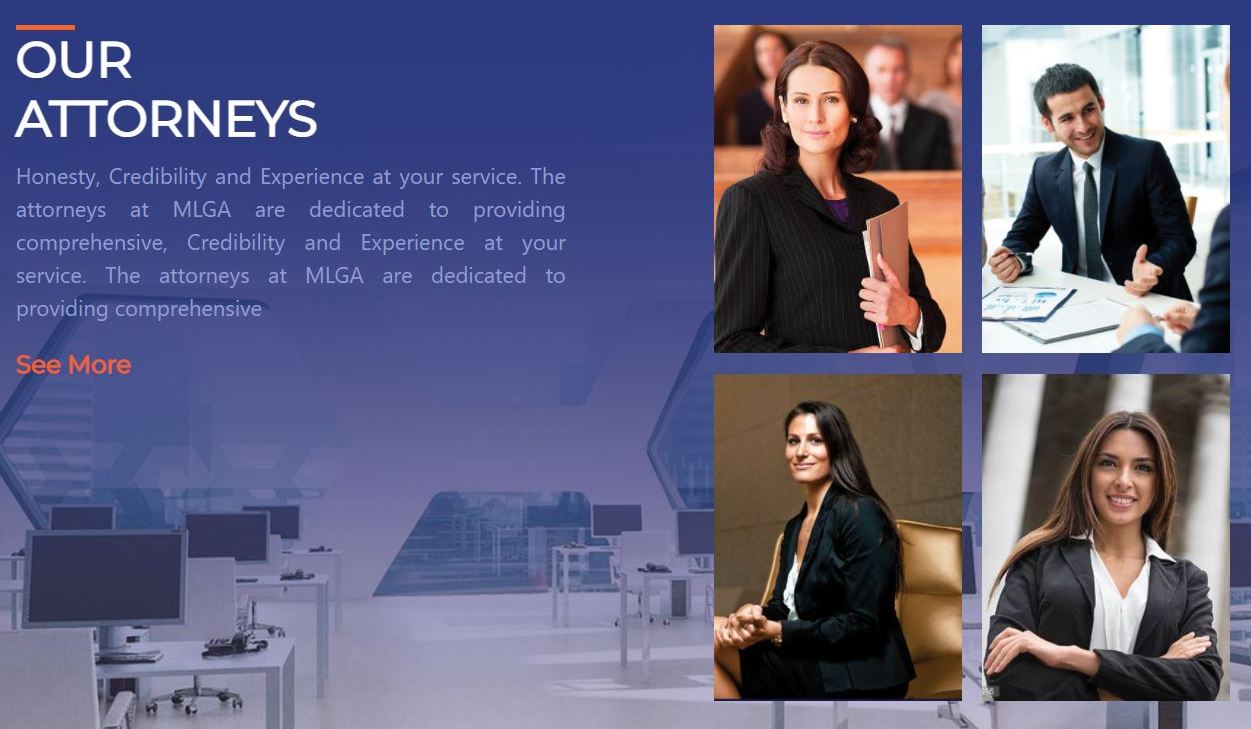 OUR
ATTORNEYS
Honesty, Credibility and Experience at your service. The
attorneys at MLGA are dedicated to providing
comprehensive, Credibility and Experience at your
service. The attorneys at MLGA are dedicated to
providing comprehensive
See More